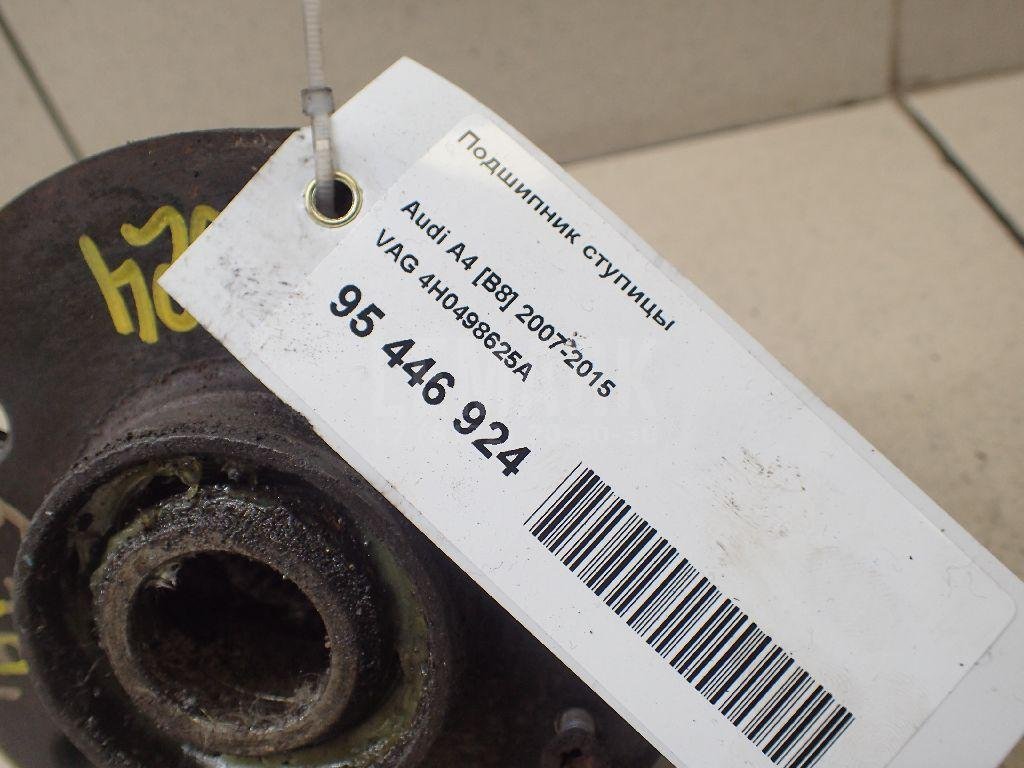 Подшипник ступицы
Audi A4 [B8] 2007-2015
VAG 4H0498625A
95 446 924